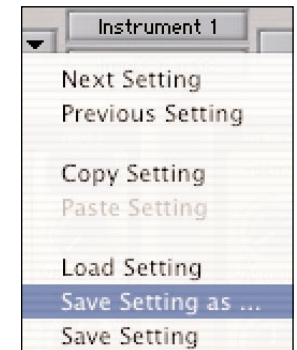 Instrument 1
Next Setting
Previous Setting
Copy Setting
Paste Setting
Load Setting
Save Setting as ...
Save Setting